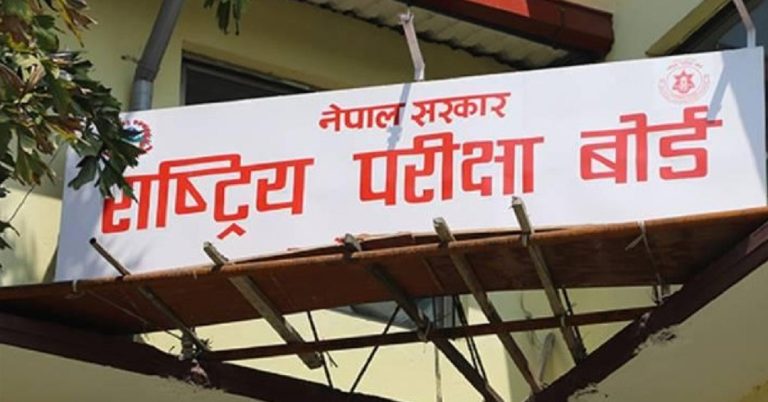 नेपाल सरकार
राष्ट्रिय परीक्षा बोर्ड